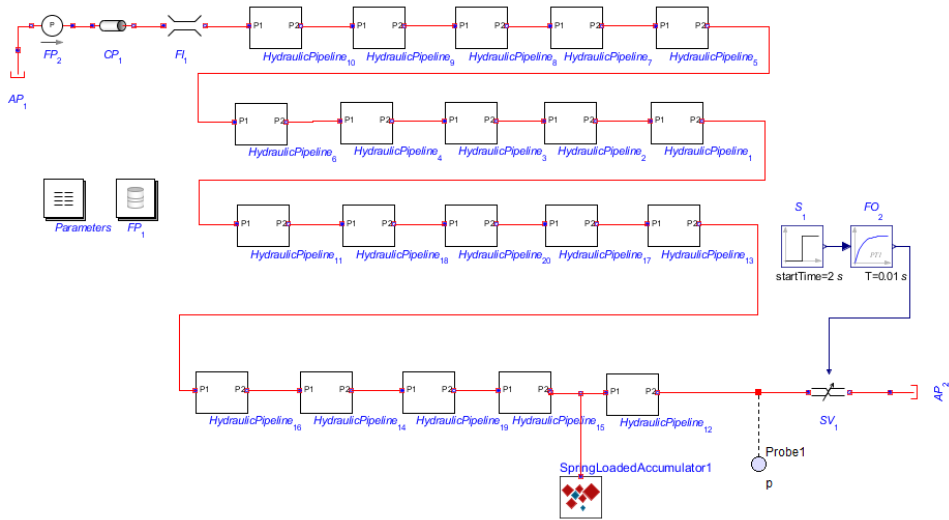 P
P1 P2 P1 P2 P1 P2 P1 P2 P1 P2
FP2 CP1 FI1 HydraulicPipeline10 HydraulicPipeline9 HydraulicPipeline8 HydraulicPipeline7 HydraulicPipeline5
AP1
P1 P2 P1 P2 P1 P2 P1 P2 P1 P2
HydraulicPipeline6 HydraulicPipeline4 HydraulicPipeline3 HydraulicPipeline2 HydraulicPipeline1
Parameters FP1
P1 P2 P1 P2 P1 P2 P1 P2 P1 P2
HydraulicPipeline11 HydraulicPipeline18 HydraulicPipeline20 HydraulicPipeline17 HydraulicPipeline13
S1 FO2
PT1
startTime=2 s T=0.01 s
P1 P2 P1 P2 P1 P2 P1 P2 P1 P2
HydraulicPipeline16 HydraulicPipeline14 HydraulicPipeline19 HydraulicPipeline15 HydraulicPipeline12
SV1
AP2
Probe1
p
SpringLoadedAccumulator1